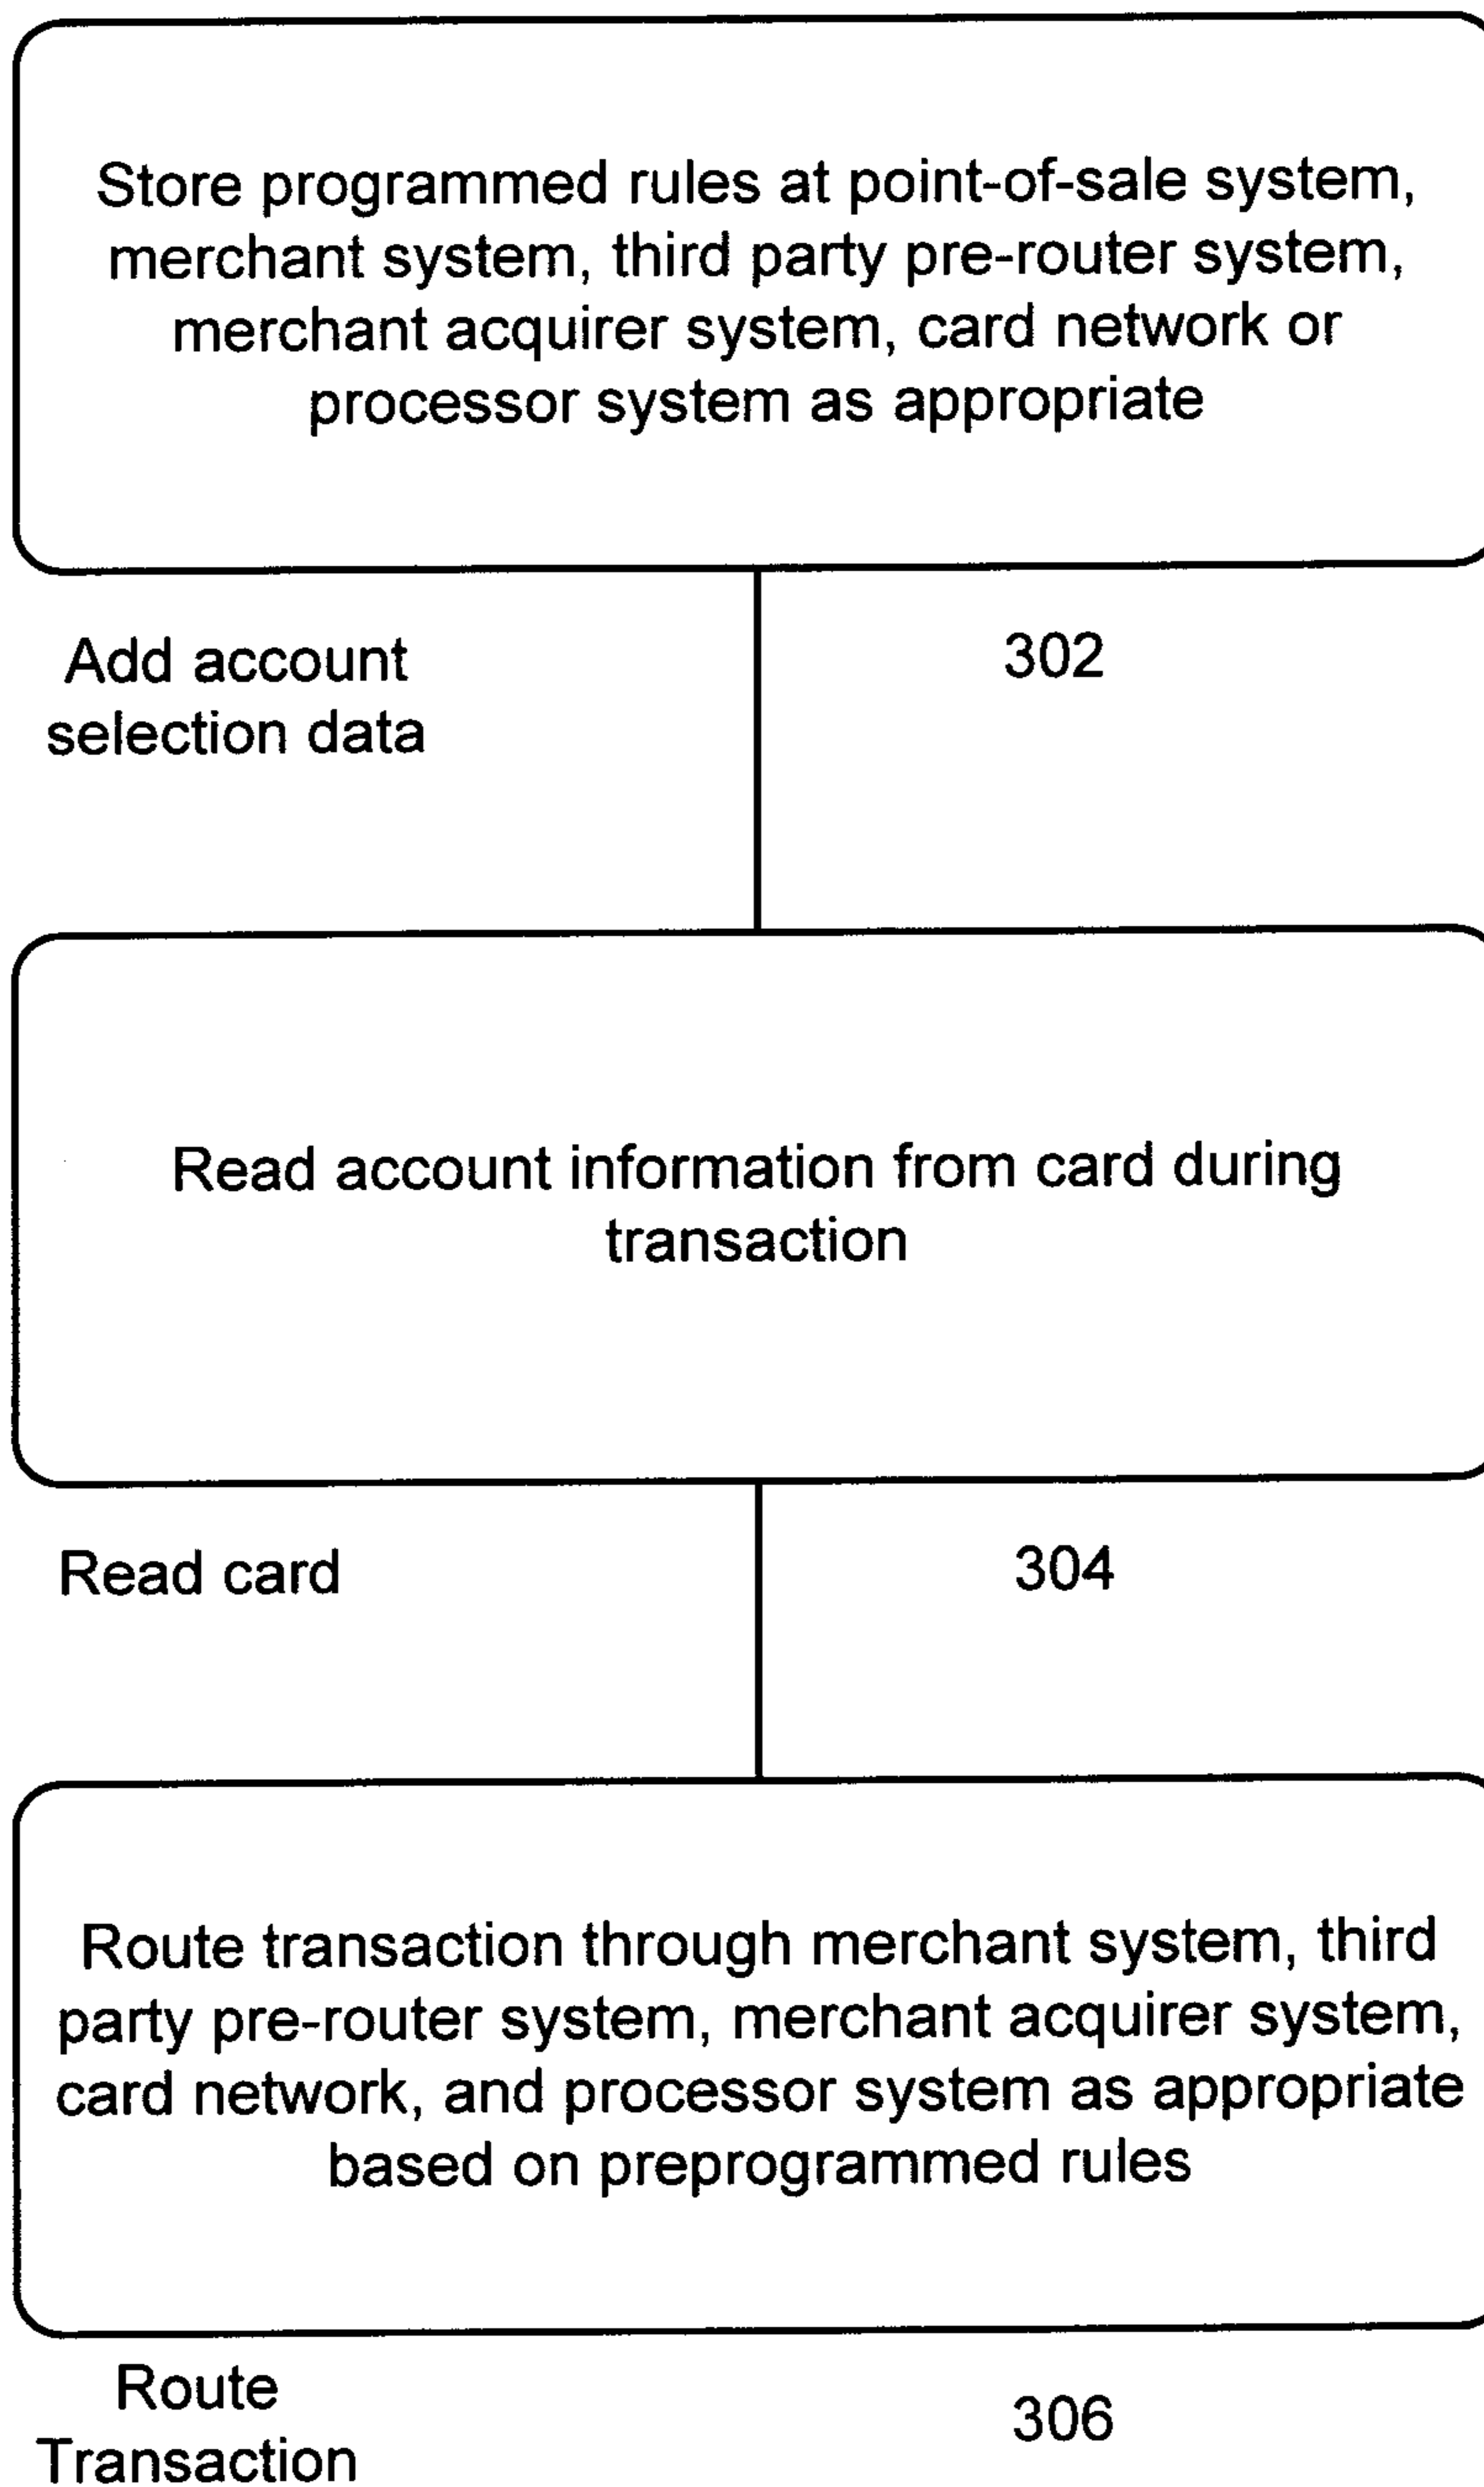 Store programmed rules at point-of-sale system,
merchant system, third party pre-router system,
merchant acquirer system, card network or
processor system as appropriate
Add account
selection data
302
Read account information from card during
transaction
Read card
304
Route transaction through merchant system, third
party pre-router system, merchant acquirer system,
card network, and processor system as appropriate
based on preprogrammed rules
Route
Transaction
306